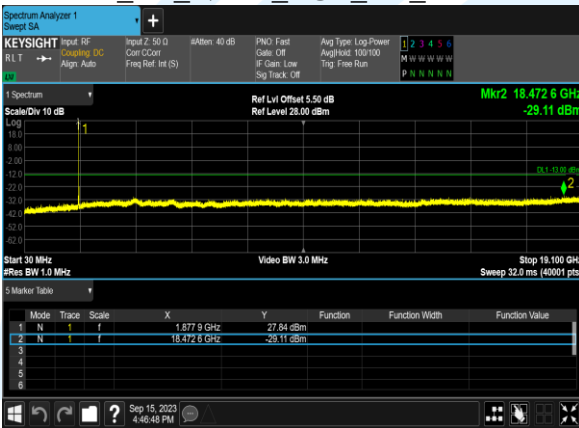 Spectrum Analyzer 1
Swept SA
+
KEYSIGHT Input: RF Input Z: 50 Ω #Atten: 40 dB PNO: Fast Avg Type: Log-Power 1 2 3 4 5 6
RLT Coupling: DC Corr CCorr Gate: Off Avg|Hold: 100/100 M W W W W W
Align: Auto Freq Ref: Int (S) IF Gain: Low Trig: Free Run P N N N N N
LV Sig Track: Off
1 Spectrum Ref Lvl Offset 5.50 dB Mkr2 18.472 6 GHz
Scale/Div 10 dB Ref Level 28.00 dBm -29.11 dBm
Log
18.0
8.00
-2.00
-12.0
-22.0
-32.0
-42.0
-52.0
-62.0
1
DL1 -13.00 dBm
2
Start 30 MHz Video BW 3.0 MHz Stop 19.100 GHz
#Res BW 1.0 MHz Sweep 32.0 ms (40001 pts)
5 Marker Table
Mode Trace Scale X Y Function Function Width Function Value
1 N 1 f 1.877 9 GHz 27.84 dBm
2 N 1 f 18.472 6 GHz -29.11 dBm
3
4
5
6
? Sep 15, 2023
4:46:48 PM